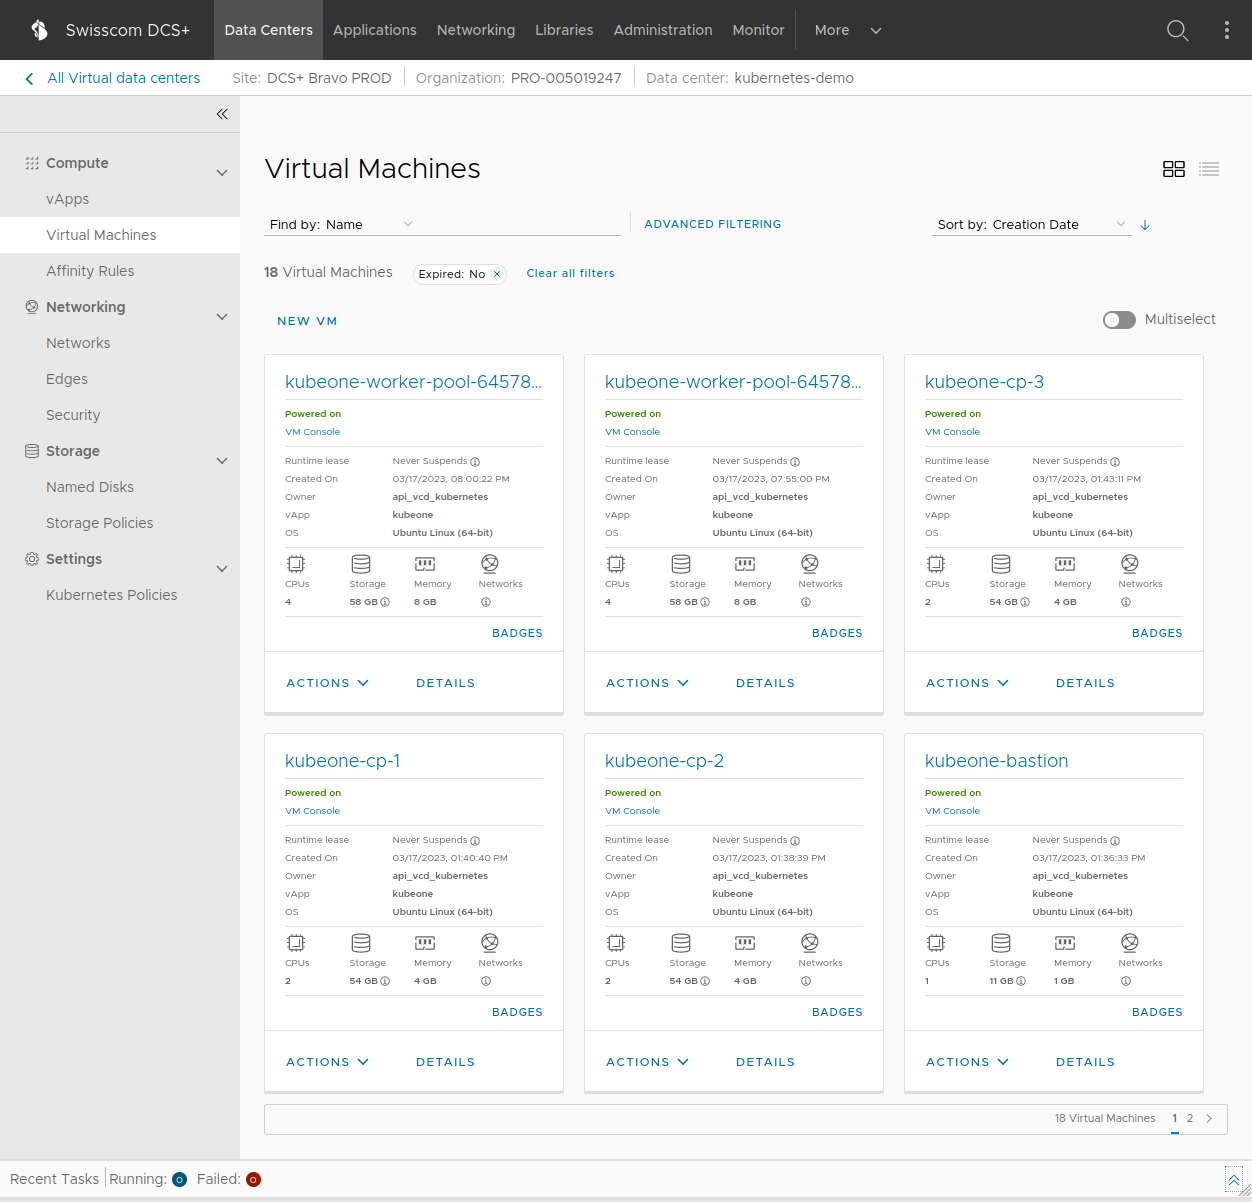 Swisscom DCS+
Data Centers
Applications
Networking
Libraries
Administration
Monitor
More
All Virtual data centers
Site: DCS+ Bravo PROD
Organization: PRO-005019247
Data center: kubernetes-demo
Compute
vApps
Virtual Machines
Affinity Rules
Networking
Networks
Edges
Security
Storage
Named Disks
Storage Policies
Settings
Kubernetes Policies
Virtual Machines
Find by: Name
ADVANCED FILTERING
Sort by: Creation Date
18 Virtual Machines
Expired: No
Clear all filters
NEW VM
Multiselect
kubeone-worker-pool-64578...
Powered on
VM Console
Runtime lease Never Suspends
Created On 03/17/2023, 08:00:22 PM
Owner api_vcd_kubernetes
vApp kubeone
OS Ubuntu Linux (64-bit)
CPUs Storage Memory Networks
4 58 GB 8 GB
BADGES
ACTIONS DETAILS
kubeone-worker-pool-64578...
Powered on
VM Console
Runtime lease Never Suspends
Created On 03/17/2023, 07:55:00 PM
Owner api_vcd_kubernetes
vApp kubeone
OS Ubuntu Linux (64-bit)
CPUs Storage Memory Networks
4 58 GB 8 GB
BADGES
ACTIONS DETAILS
kubeone-cp-3
Powered on
VM Console
Runtime lease Never Suspends
Created On 03/17/2023, 01:43:11 PM
Owner api_vcd_kubernetes
vApp kubeone
OS Ubuntu Linux (64-bit)
CPUs Storage Memory Networks
2 54 GB 4 GB
BADGES
ACTIONS DETAILS
kubeone-cp-1
Powered on
VM Console
Runtime lease Never Suspends
Created On 03/17/2023, 01:40:40 PM
Owner api_vcd_kubernetes
vApp kubeone
OS Ubuntu Linux (64-bit)
CPUs Storage Memory Networks
2 54 GB 4 GB
BADGES
ACTIONS DETAILS
kubeone-cp-2
Powered on
VM Console
Runtime lease Never Suspends
Created On 03/17/2023, 01:38:39 PM
Owner api_vcd_kubernetes
vApp kubeone
OS Ubuntu Linux (64-bit)
CPUs Storage Memory Networks
2 54 GB 4 GB
BADGES
ACTIONS DETAILS
kubeone-bastion
Powered on
VM Console
Runtime lease Never Suspends
Created On 03/17/2023, 01:36:33 PM
Owner api_vcd_kubernetes
vApp kubeone
OS Ubuntu Linux (64-bit)
CPUs Storage Memory Networks
1 11 GB 1 GB
BADGES
ACTIONS DETAILS
18 Virtual Machines 1 2
Recent Tasks Running: 0 Failed: 0